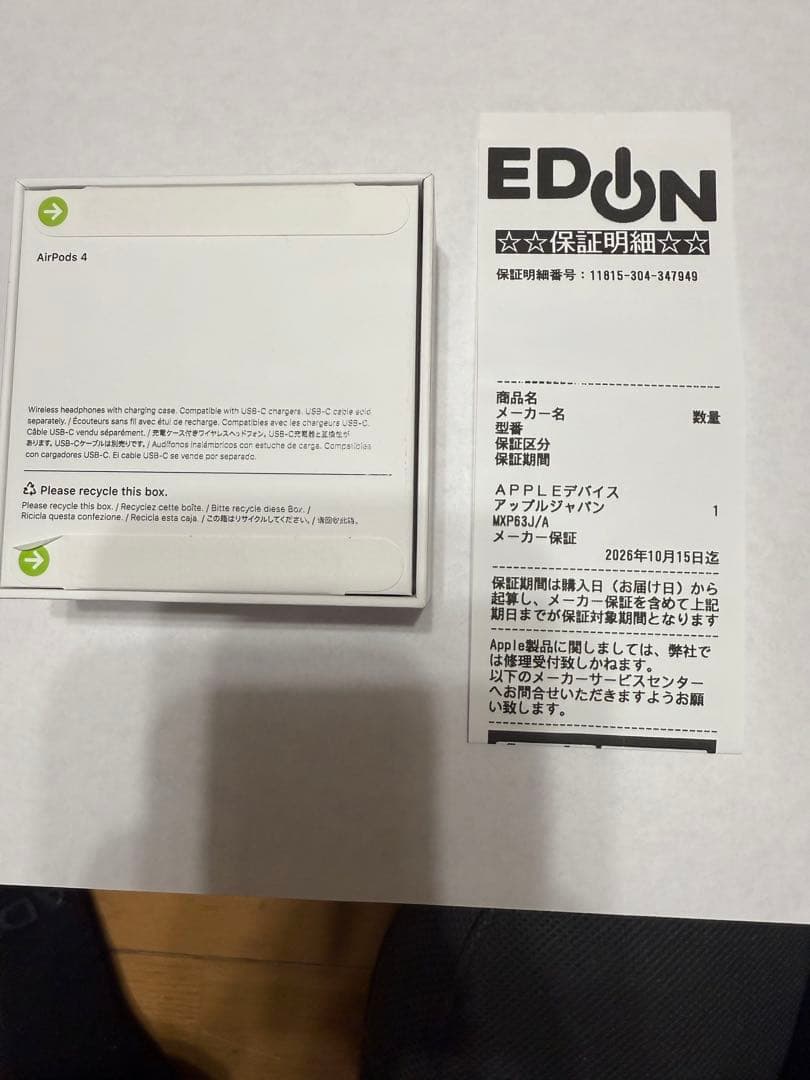 AirPods 4
Wireless headphones with charging case. Compatible with USB-C chargers. USB-C cable sold
separately. / Écouteurs sans fil avec étui de recharge. Compatibles avec les chargeurs USB-C.
Câble USB-C vendu séparément. / 充電ケース付きワイヤレスヘッドフォン。USB-C充電器と互換性が
あります。USB-Cケーブルは別売りです。/ Audífonos inalámbricos con estuche de carga. Compatibles
con cargadores USB-C. El cable USB-C se vende por separado.
Please recycle this box.
Please recycle this box. / Recyclez cette boîte. / Bitte recycle diese Box. /
Ricicla questa confezione. / Recicla esta caja. / この箱はリサイクルしてください。/ 请回收此箱。
EDION
☆☆保証明細☆☆
保証明細番号：11815-304-347949
商品名
メーカー名 数量
型番
保証区分
保証期間
ＡＰＰＬＥデバイス
アップルジャパン 1
MXP63J/A
メーカー保証
2026年10月15日迄
保証期間は購入日（お届け日）から
起算し、メーカー保証を含めて上記
期日までが保証対象期間となります
Apple製品に関しましては、弊社で
は修理受付致しかねます。
以下のメーカーサービスセンター
へお問合せいただきますようお願
い致します。